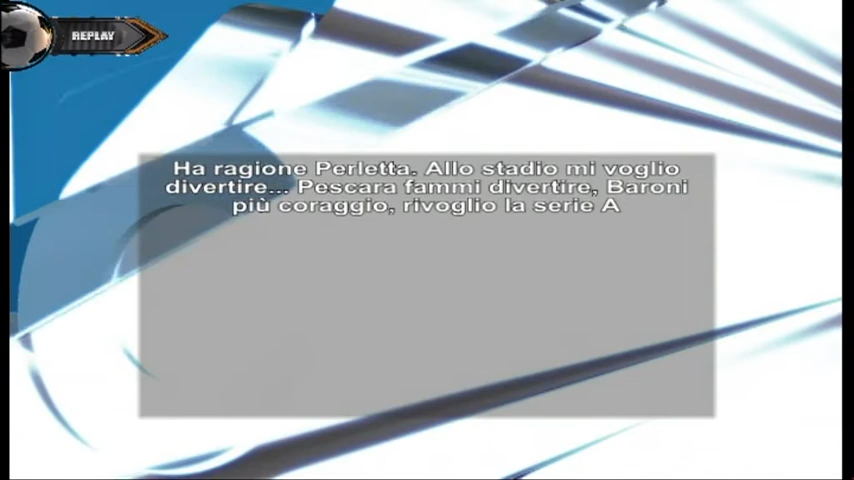 REPLAY
Ha ragione Perletta. Allo stadio mi voglio
divertire... Pescara fammi divertire, Baroni
più coraggio, rivoglio la serie A